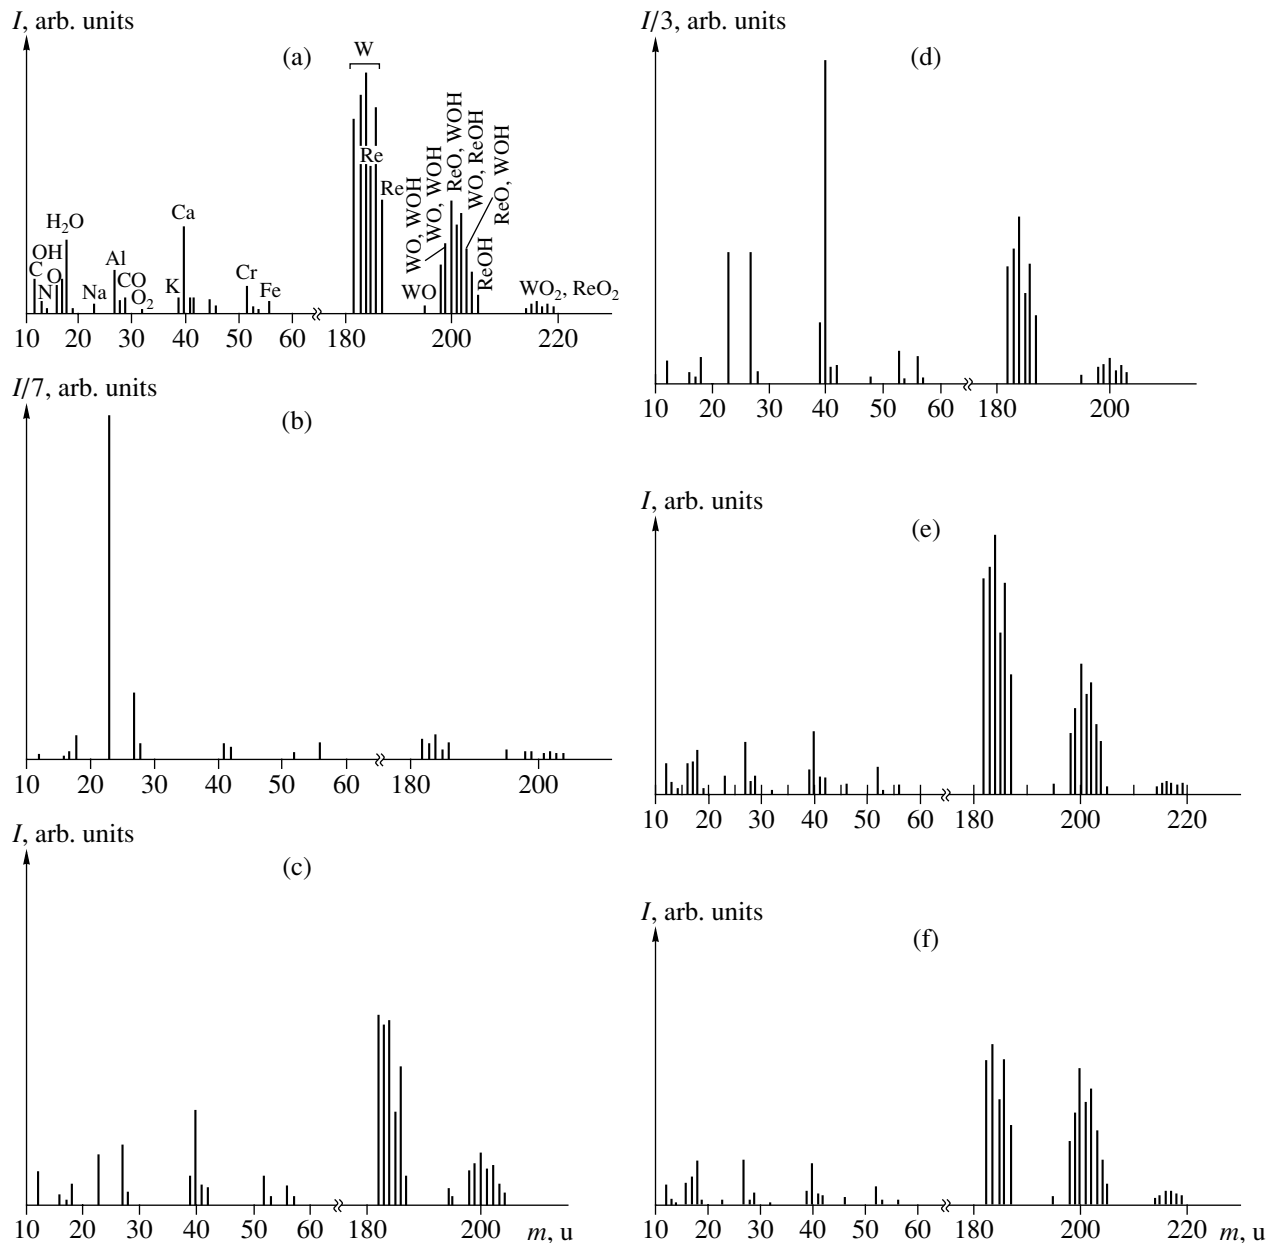 I, arb. units
(a)
W
Re
Re
WO, WOH
WO, WOH
ReO, WOH
WO, ReOH
ReO, WOH
ReOH
H₂O
OH
C
N
O
Na
Al
CO
O₂
K
Ca
Cr
Fe
WO
WO₂, ReO₂
10 20 30 40 50 60 180 200 220
I/7, arb. units
(b)
10 20 30 40 50 60 180 200
I, arb. units
(c)
10 20 30 40 50 60 180 200 m, u
I/3, arb. units
(d)
10 20 30 40 50 60 180 200
I, arb. units
(e)
10 20 30 40 50 60 180 200 220
I, arb. units
(f)
10 20 30 40 50 60 180 200 220 m, u